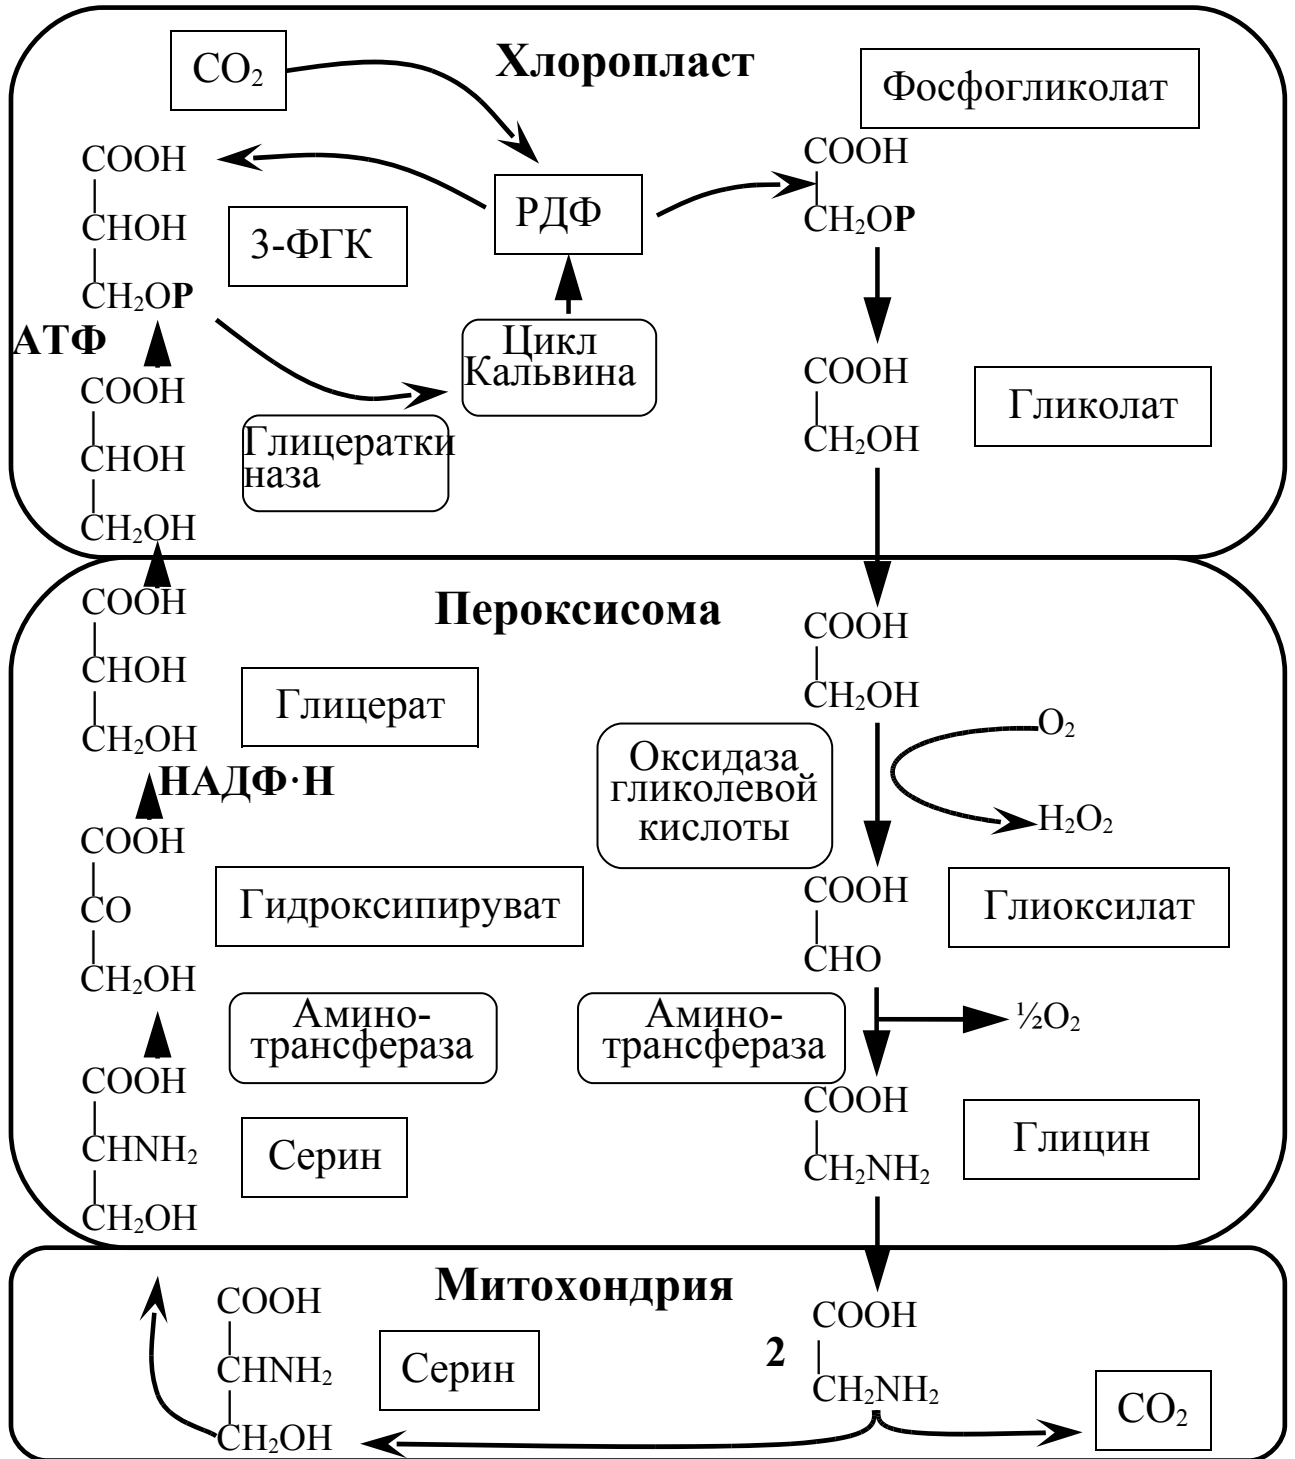 Хлоропласт
CO₂
Фосфогликолат
COOH
CHOH
CH₂OP
3-ФГК
РДФ
COOH
CH₂OP
АТФ
Цикл
Кальвина
COOH
CHOH
CH₂OH
Глицератки
наза
COOH
CH₂OH
Гликолат
Пероксисома
COOH
CHOH
CH₂OH
Глицерат
COOH
CH₂OH
O₂
H₂O₂
Оксидаза
гликолевой
кислоты
НАДФ·Н
COOH
CO
CH₂OH
Гидроксипируват
COOH
CHO
Глиоксилат
Амино-
трансфераза
Амино-
трансфераза
½O₂
COOH
CHNH₂
CH₂OH
Серин
COOH
CH₂NH₂
Глицин
Митохондрия
COOH
CHNH₂
CH₂OH
Серин
2
COOH
CH₂NH₂
CO₂